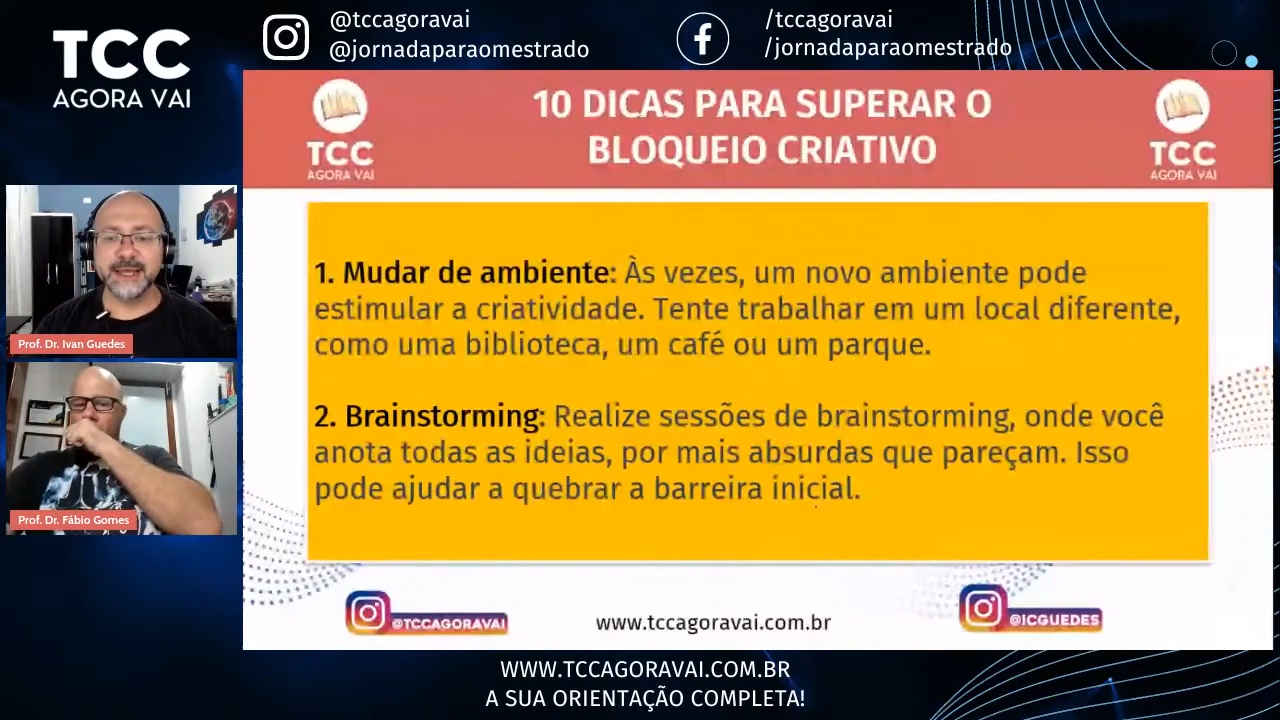 TCC
AGORA VAI
@tccagoravai
@jornadaparaomestrado
/tccagoravai
/jornadaparaomestrado
TCC
AGORA VAI
10 DICAS PARA SUPERAR O
BLOQUEIO CRIATIVO
TCC
AGORA VAI
Prof. Dr. Ivan Guedes
Prof. Dr. Fábio Gomes
1. Mudar de ambiente: Às vezes, um novo ambiente pode
estimular a criatividade. Tente trabalhar em um local diferente,
como uma biblioteca, um café ou um parque.
2. Brainstorming: Realize sessões de brainstorming, onde você
anota todas as ideias, por mais absurdas que pareçam. Isso
pode ajudar a quebrar a barreira inicial.
@TCCAGORAVAI
www.tccagoravai.com.br
@ICGUEDES
WWW.TCCAGORAVAI.COM.BR
A SUA ORIENTAÇÃO COMPLETA!